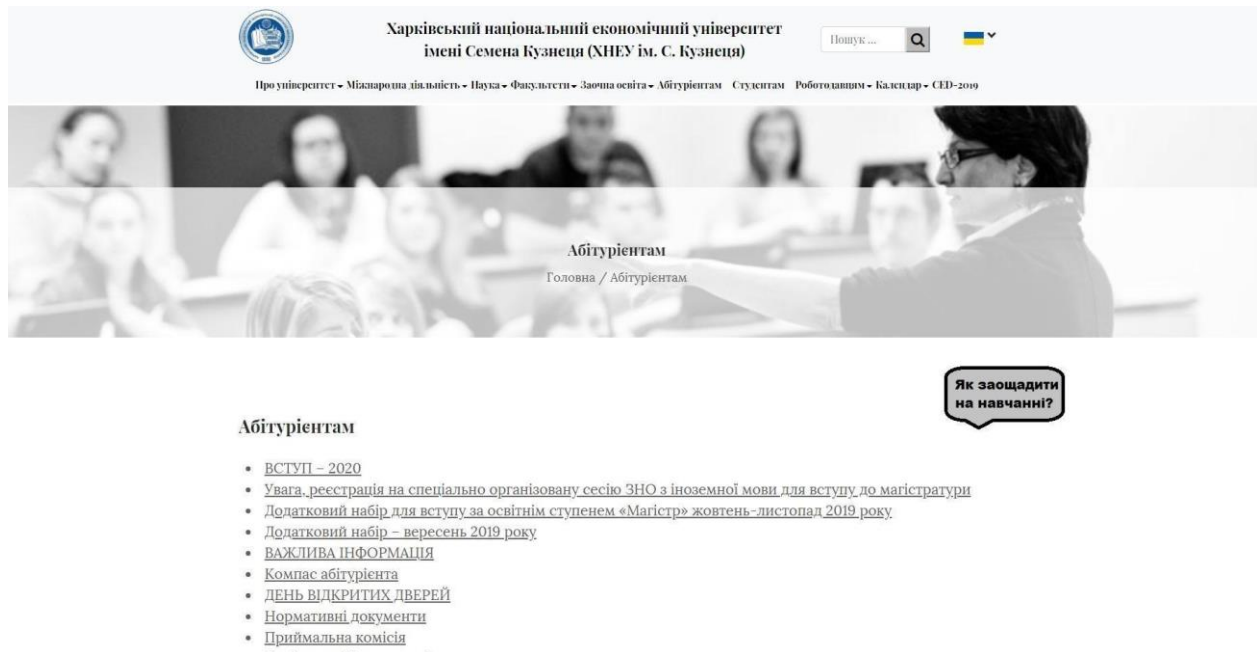 Харківський національний економічний університет
імені Семена Кузнеця (ХНЕУ ім. С. Кузнеця)
Пошук ...
Про університет Міжнародна діяльність Наука Факультети Заочна освіта Абітурієнтам Студентам Роботодавцям Календар CED-2019
Абітурієнтам
Головна / Абітурієнтам
Як заощадити
на навчанні?
Абітурієнтам
ВСТУП – 2020
Увага, реєстрація на спеціально організовану сесію ЗНО з іноземної мови для вступу до магістратури
Додатковий набір для вступу за освітнім ступенем «Магістр» жовтень-листопад 2019 року
Додатковий набір – вересень 2019 року
ВАЖЛИВА ІНФОРМАЦІЯ
Компас абітурієнта
ДЕНЬ ВІДКРИТИХ ДВЕРЕЙ
Нормативні документи
Приймальна комісія